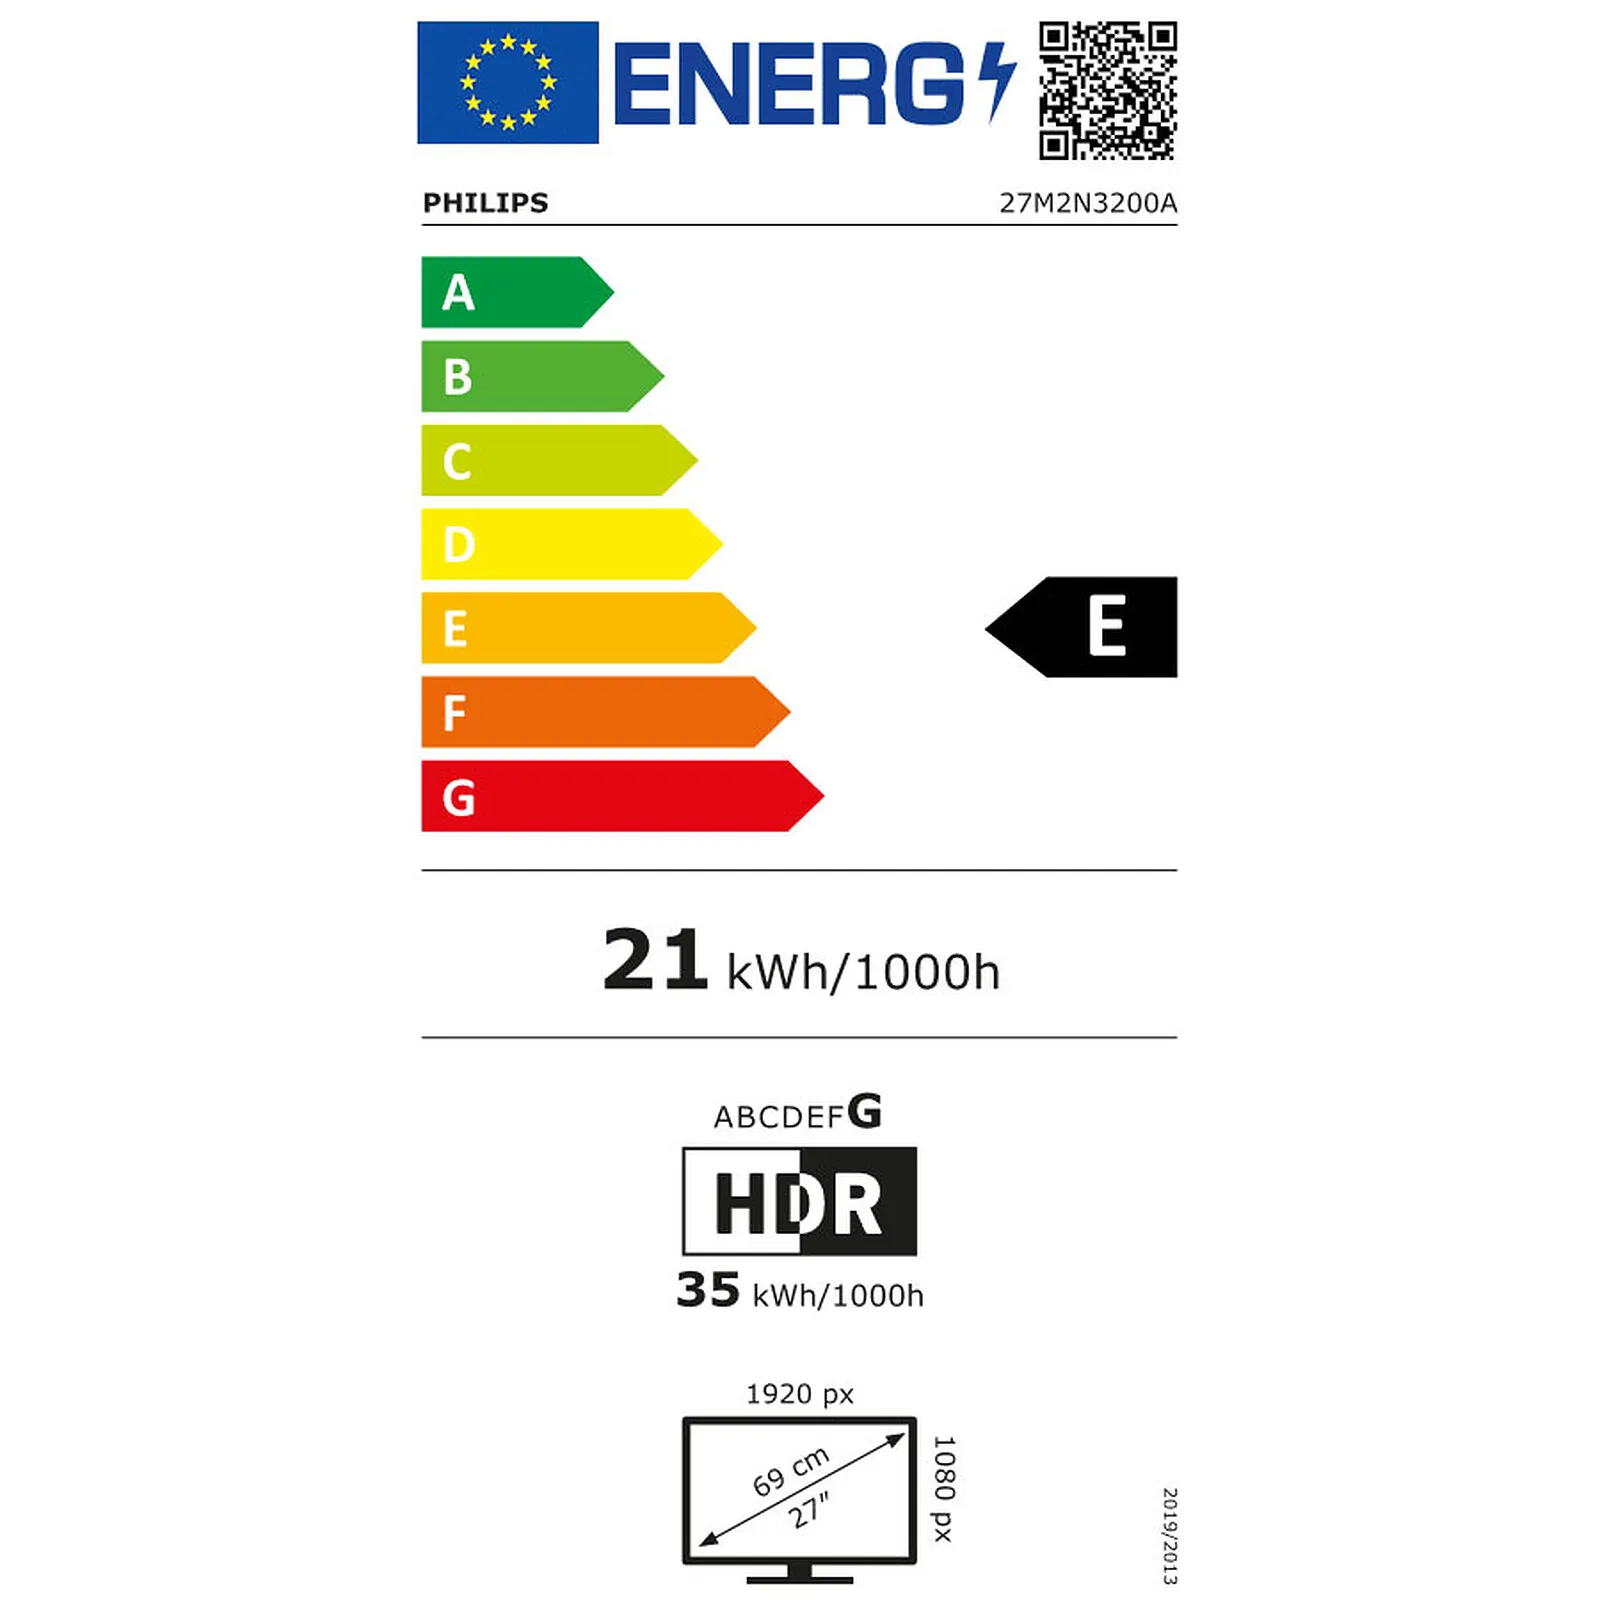 ENERG
PHILIPS
27M2N3200A
A
B
C
D
E
E
F
G
21 kWh/1000h
ABCDEFG
HDR
35 kWh/1000h
1920 px
69 cm
27"
1080 px
2019/2013